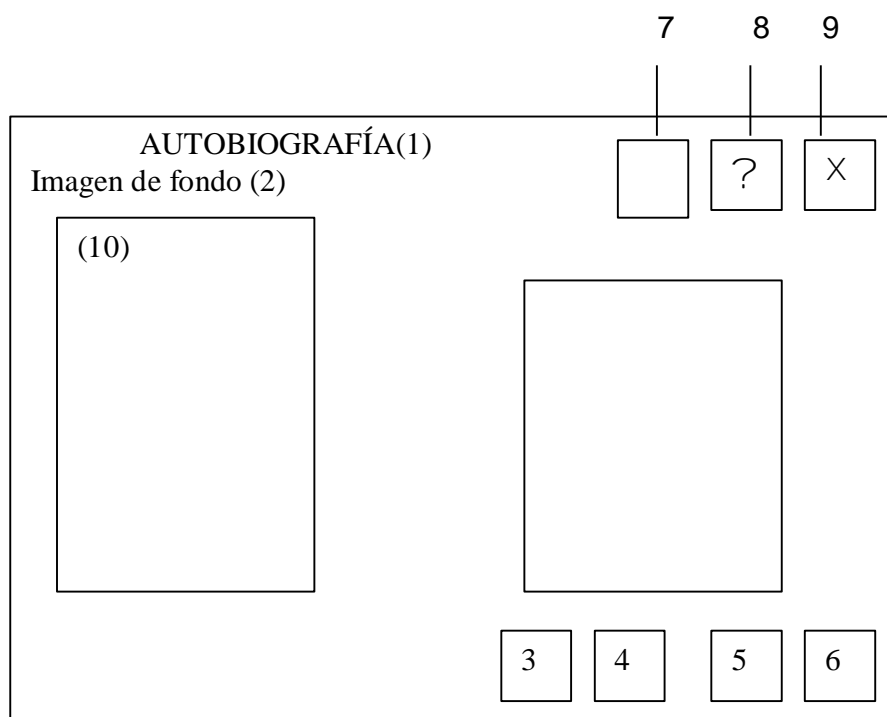 7 8 9
AUTOBIOGRAFÍA(1)
Imagen de fondo (2)
? X
(10)
3 4 5 6